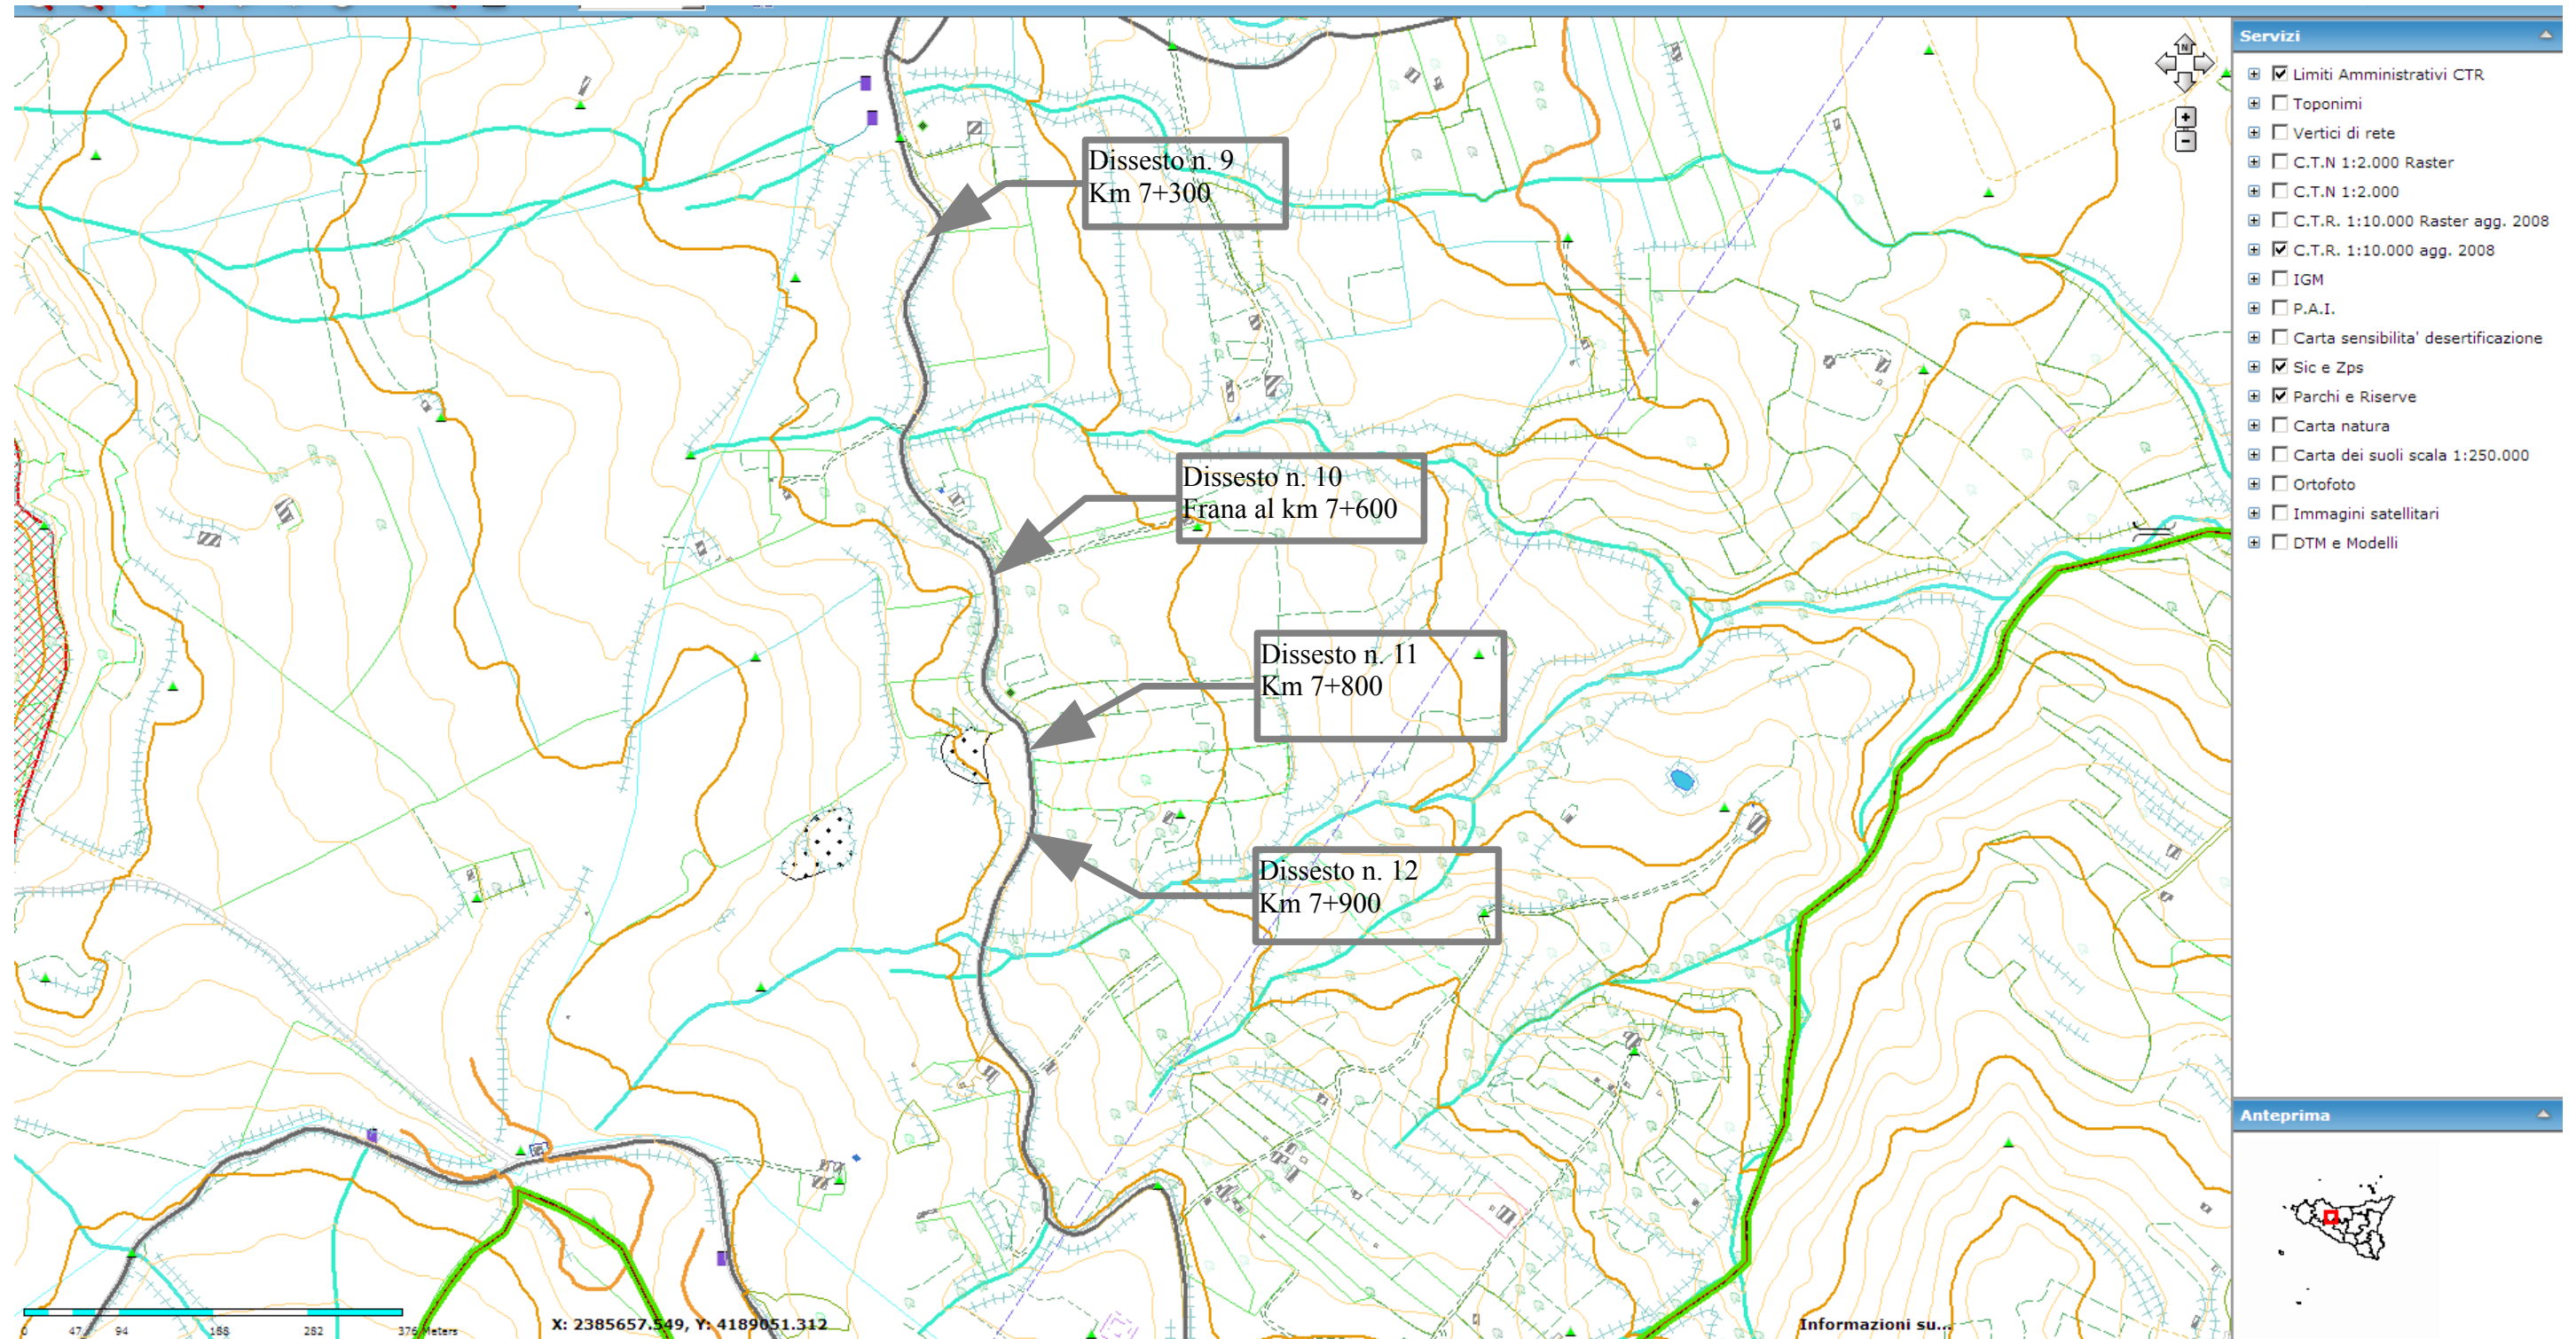 Servizi
Limiti Amministrativi CTR
Toponimi
Vertici di rete
C.T.N 1:2.000 Raster
C.T.N 1:2.000
C.T.R. 1:10.000 Raster agg. 2008
C.T.R. 1:10.000 agg. 2008
IGM
P.A.I.
Carta sensibilita' desertificazione
Sic e Zps
Parchi e Riserve
Carta natura
Carta dei suoli scala 1:250.000
Ortofoto
Immagini satellitari
DTM e Modelli
N
Dissesto n. 9
Km 7+300
Dissesto n. 10
Frana al km 7+600
Dissesto n. 11
Km 7+800
Dissesto n. 12
Km 7+900
Anteprima
0 47 94 188 282 376 Meters
X: 2385657.549, Y: 4189051.312
Informazioni su...